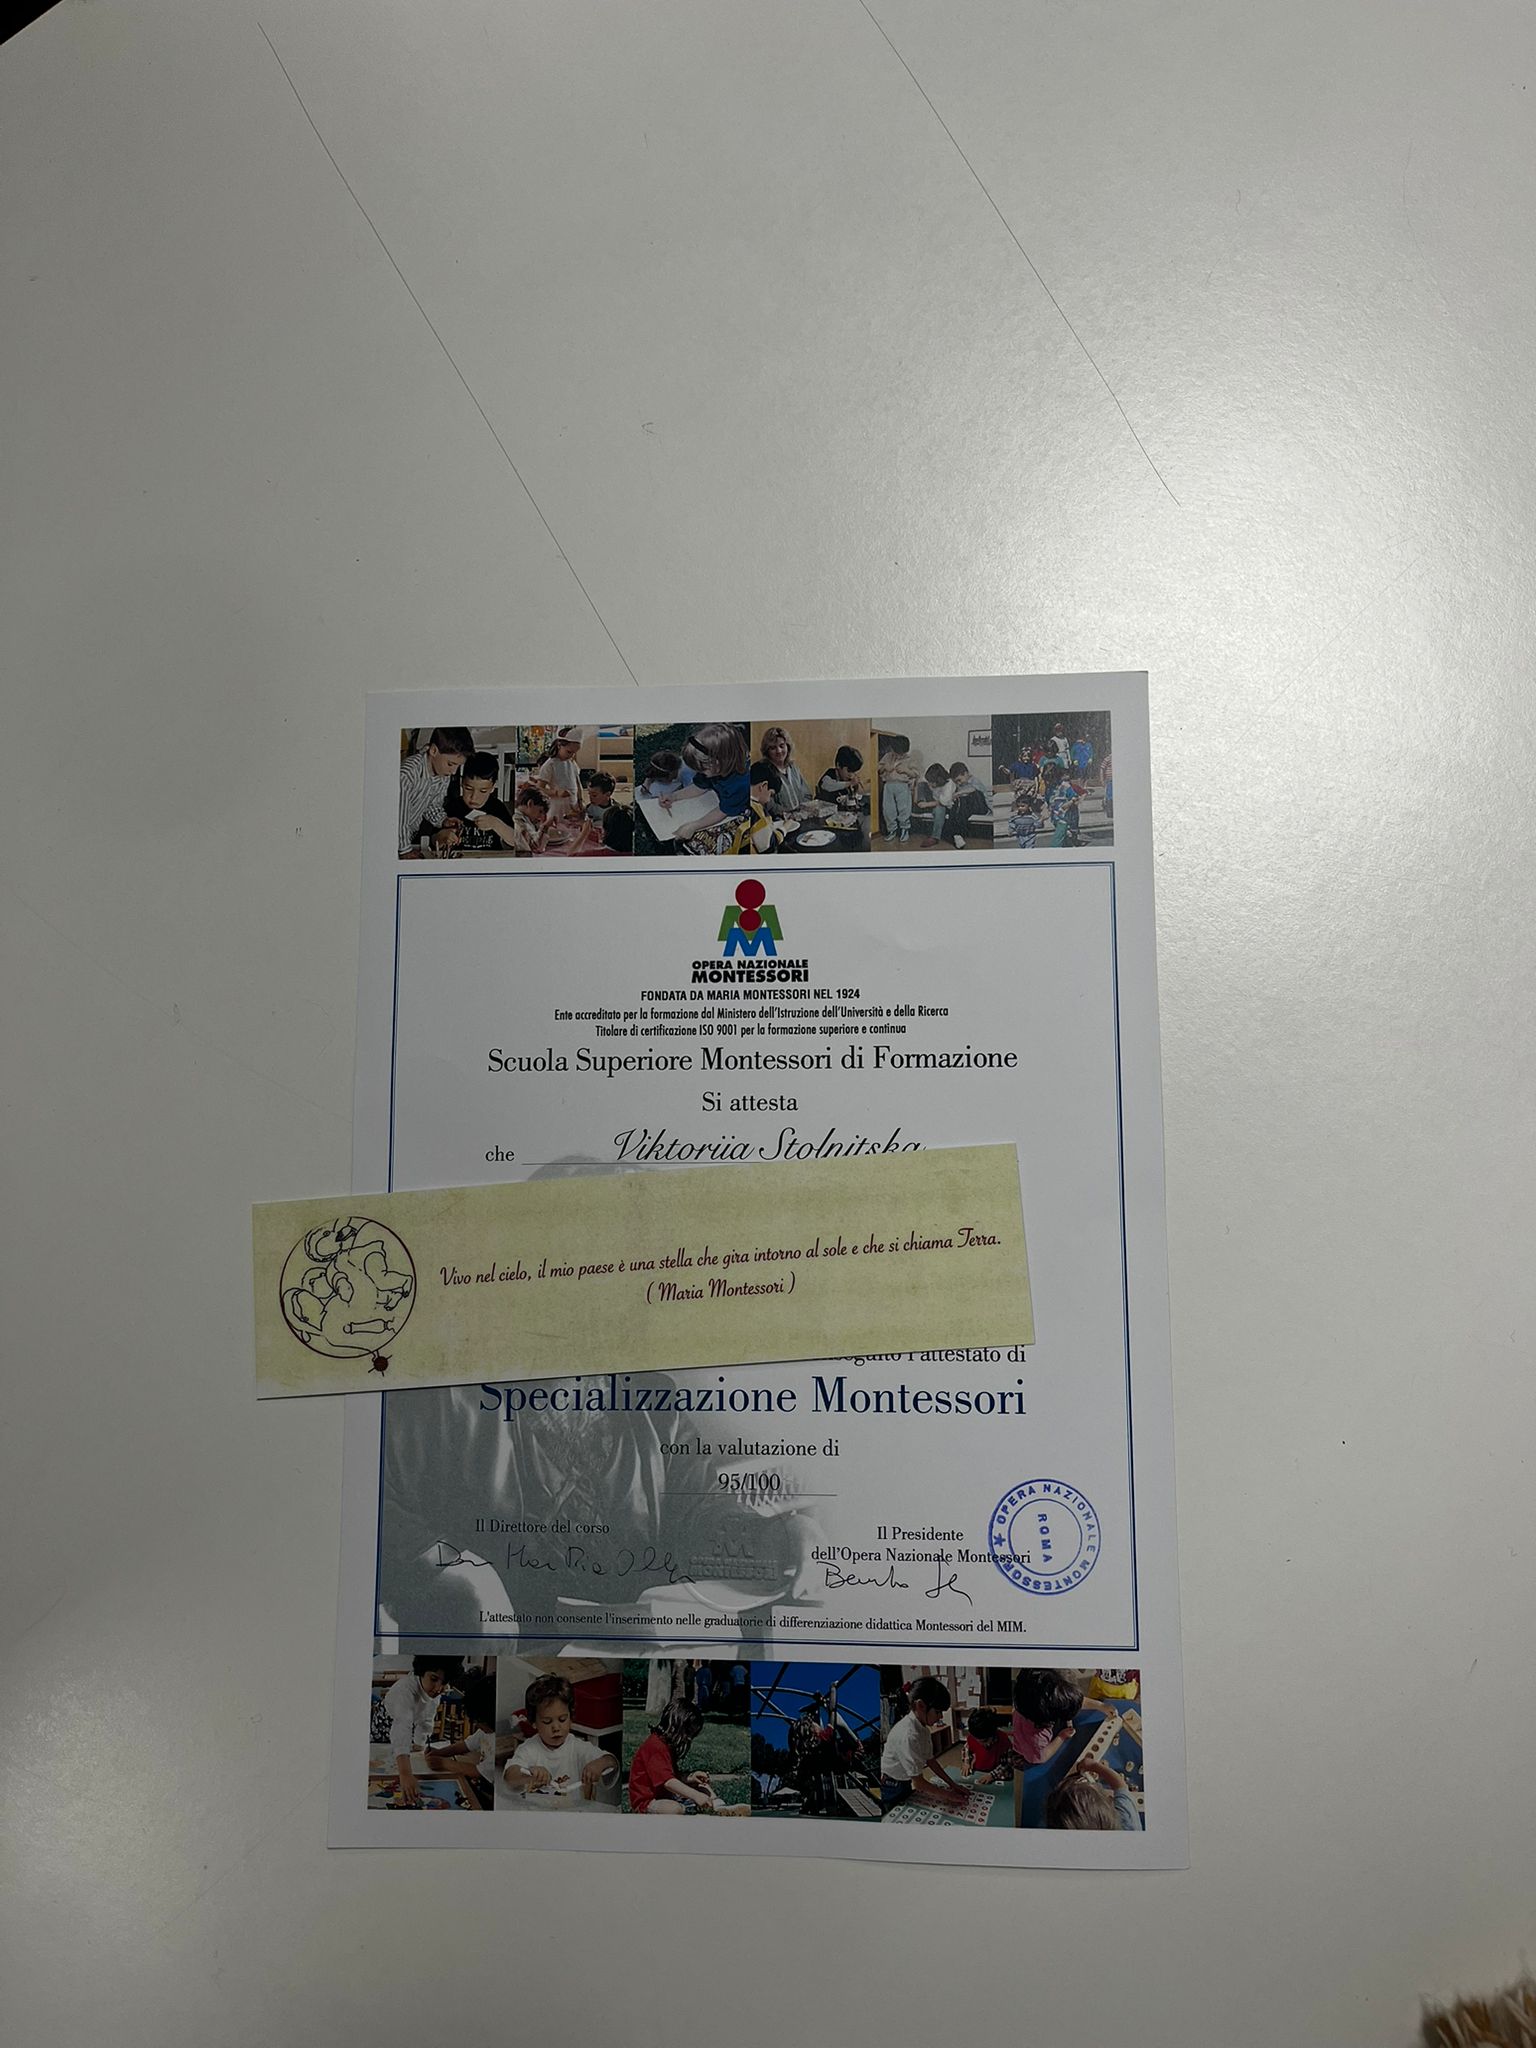 OPERA NAZIONALE
MONTESSORI
FONDATA DA MARIA MONTESSORI NEL 1924
Ente accreditato per la formazione dal Ministero dell'Istruzione dell'Università e della Ricerca
Titolare di certificazione ISO 9001 per la formazione superiore e continua
Scuola Superiore Montessori di Formazione
Si attesta
che Viktoriia Stolnitska
Vivo nel cielo, il mio paese è una stella che gira intorno al sole e che si chiama Terra.
( Maria Montessori )
l'attestato di
Specializzazione Montessori
con la valutazione di
95/100
Il Direttore del corso
Il Presidente
dell'Opera Nazionale Montessori
OPERA NAZIONALE MONTESSORI
ROMA
L'attestato non consente l'inserimento nelle graduatorie di differenziazione didattica Montessori del MIM.